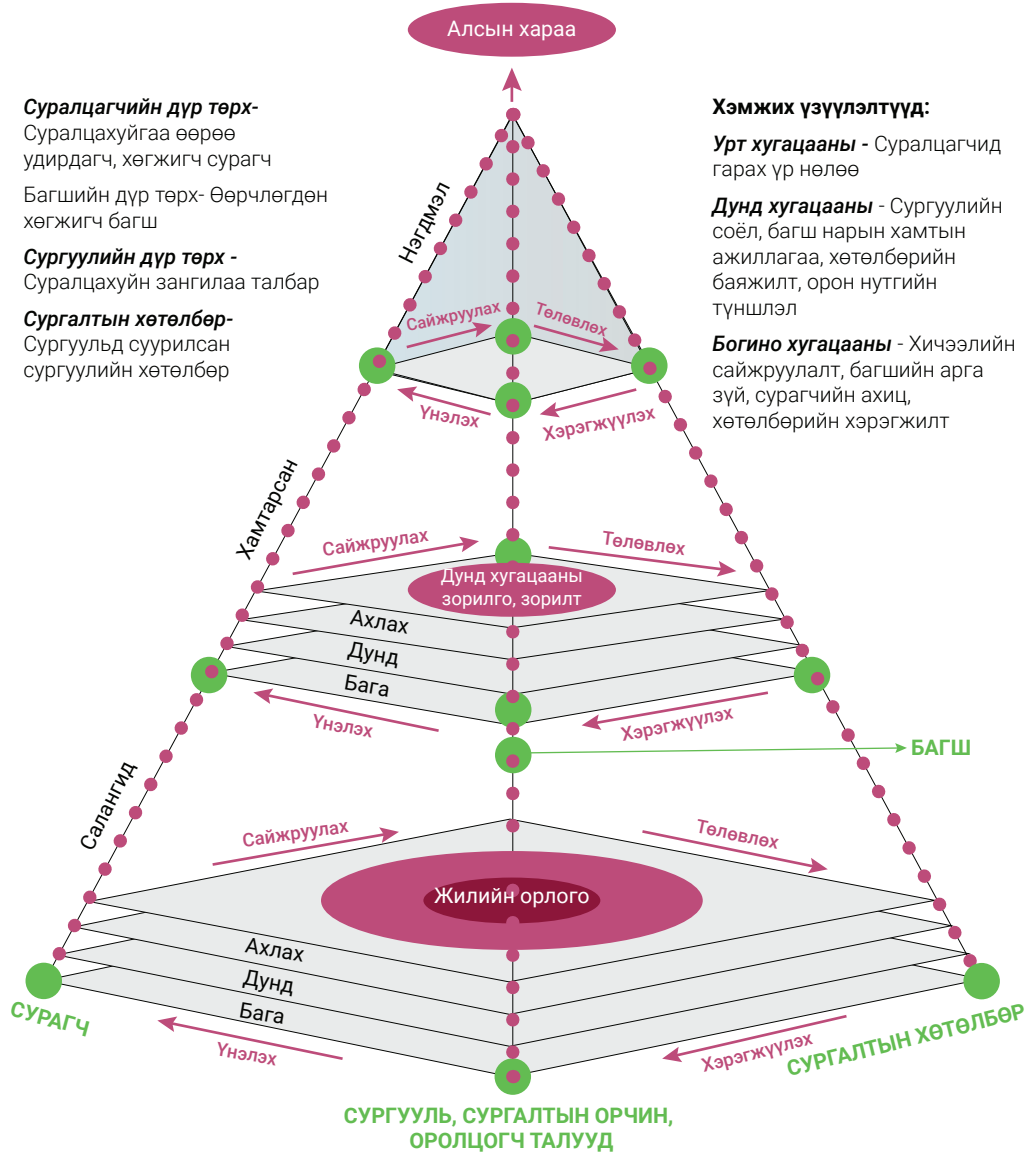 Алсын хараа
Суралцагчийн дүр төрх-
Суралцахуйгаа өөрөө
удирдагч, хөгжигч сурагч
Багшийн дүр төрх- Өөрчлөгдөн
хөгжигч багш
Сургуулийн дүр төрх -
Суралцахуйн зангилаа талбар
Сургалтын хөтөлбөр-
Сургуульд суурилсан
сургуулийн хөтөлбөр
Хэмжих үзүүлэлтүүд:
Урт хугацааны - Суралцагчид
гарах үр нөлөө
Дунд хугацааны - Сургуулийн
соёл, багш нарын хамтын
ажиллагаа, хөтөлбөрийн
баяжилт, орон нутгийн
түншлэл
Богино хугацааны - Хичээлийн
сайжруулалт, багшийн арга
зүй, сурагчийн ахиц,
хөтөлбөрийн хэрэгжилт
Нэгдмэл
Сайжруулах
Төлөвлөх
Үнэлэх
Хэрэгжүүлэх
Хамтарсан
Сайжруулах
Төлөвлөх
Дунд хугацааны
зорилго, зорилт
Ахлах
Дунд
Бага
Үнэлэх
Хэрэгжүүлэх
БАГШ
Салангид
Сайжруулах
Төлөвлөх
Жилийн орлого
Ахлах
Дунд
Бага
СУРАГЧ
Үнэлэх
Хэрэгжүүлэх
СУРГАЛТЫН ХӨТӨЛБӨР
СУРГУУЛЬ, СУРГАЛТЫН ОРЧИН,
ОРОЛЦОГЧ ТАЛУУД